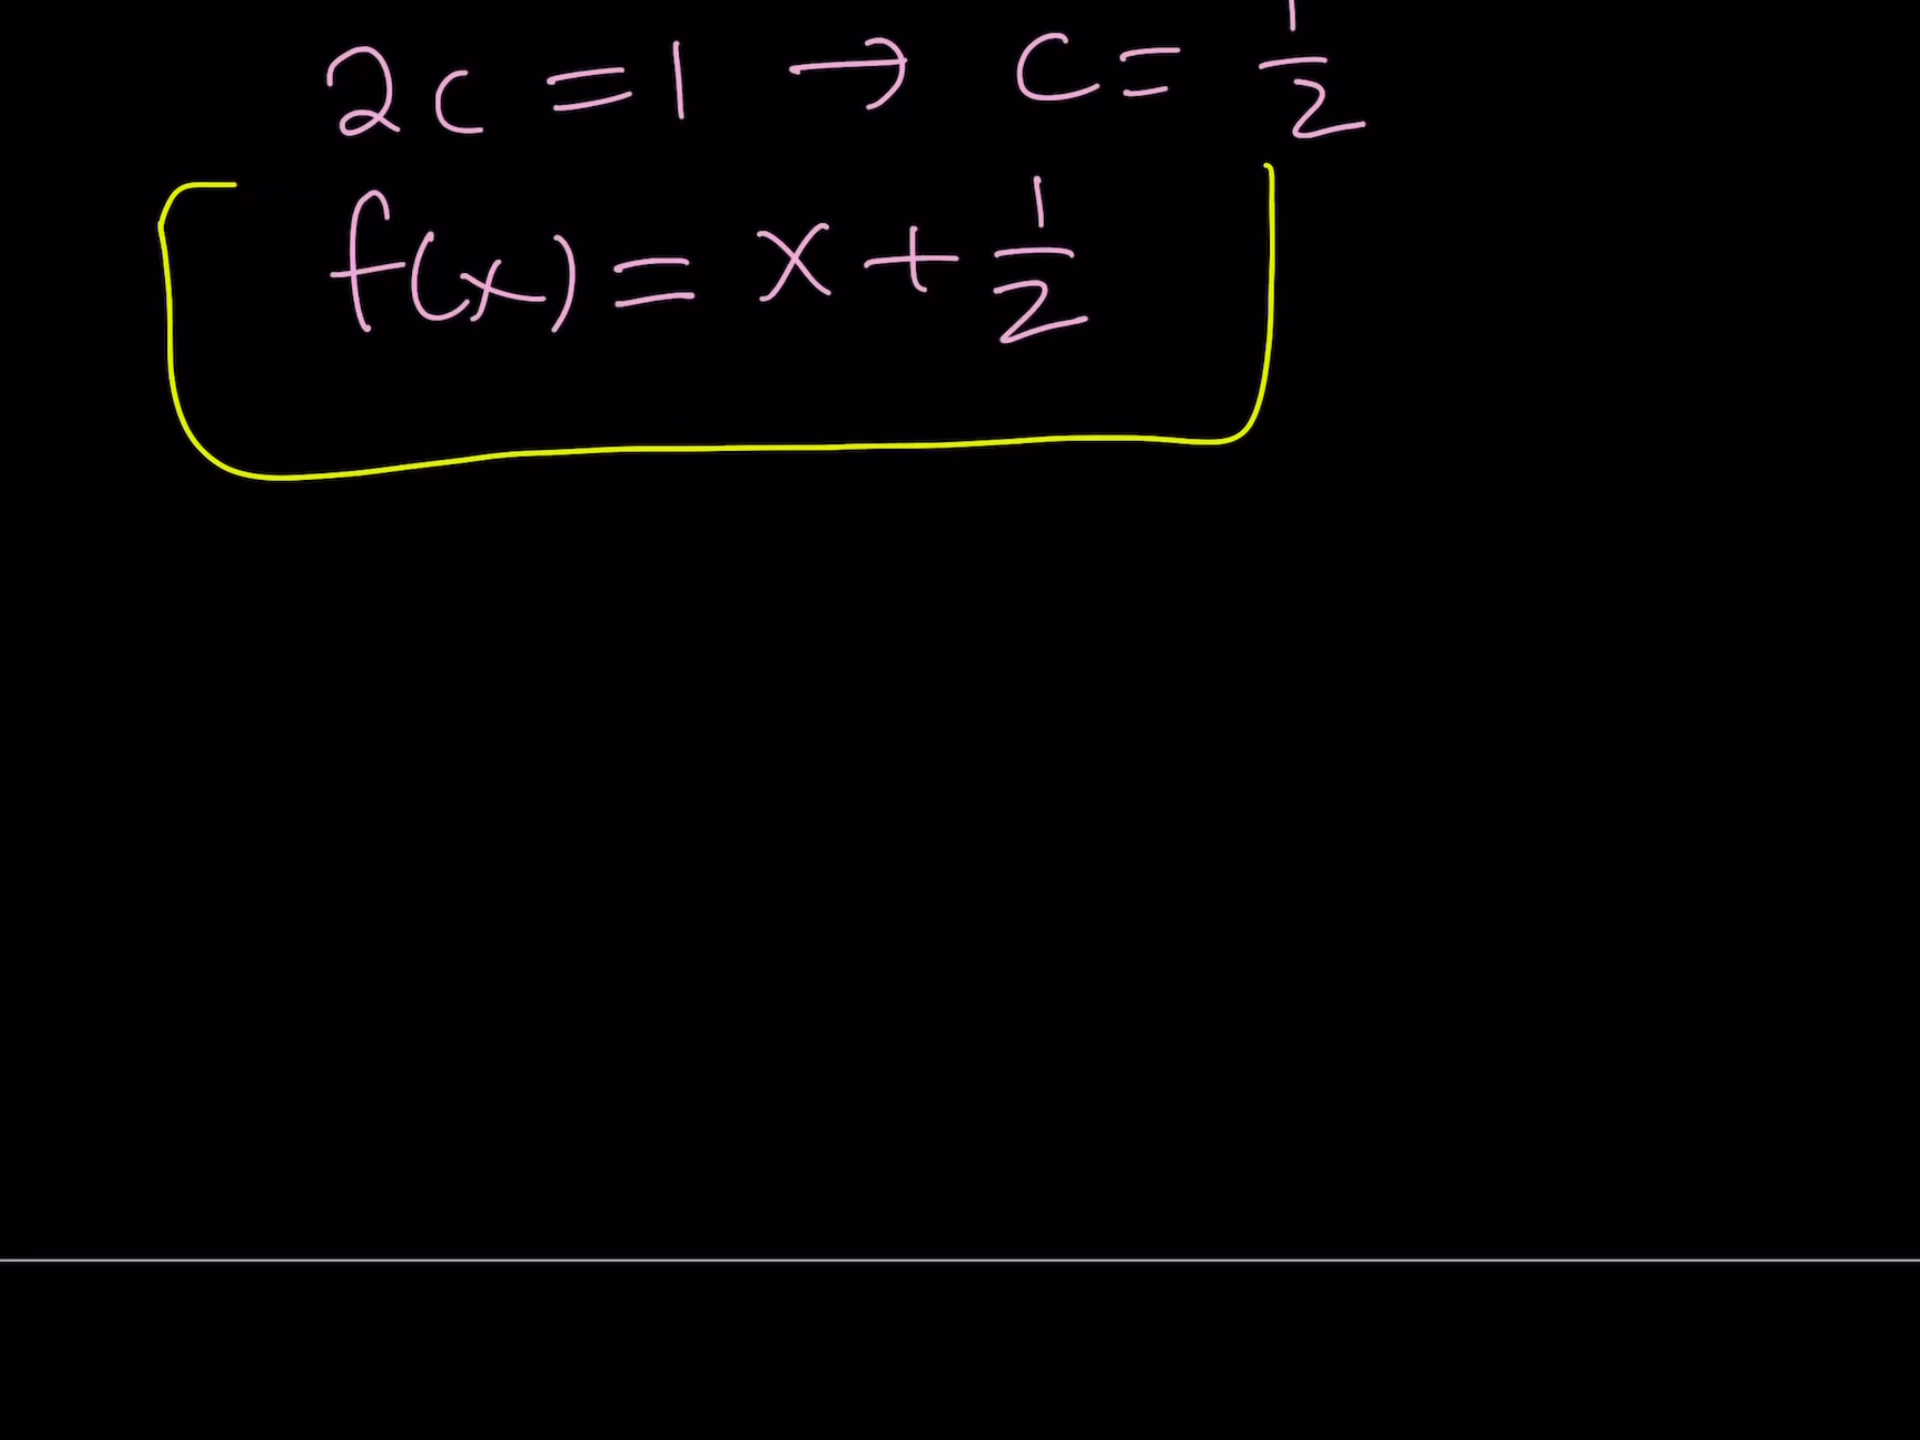 2c = 1 → c = 1/2
f(x) = x + 1/2